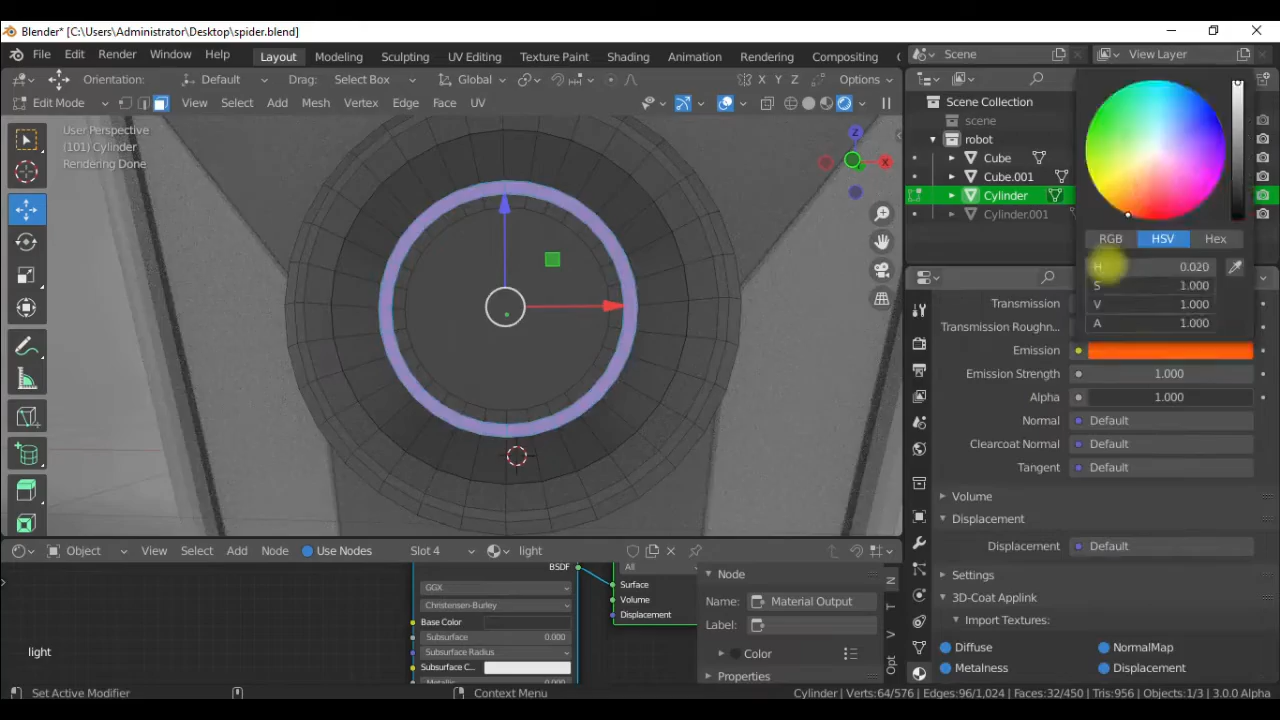 Blender* [C:\Users\Administrator\Desktop\spider.blend]
File Edit Render Window Help Layout Modeling Sculpting UV Editing Texture Paint Shading Animation Rendering Compositing Scene View Layer
Orientation: Default Drag: Select Box Global X Y Z Options
Edit Mode View Select Add Mesh Vertex Edge Face UV
Scene Collection
scene
robot
Cube
Cube.001
Cylinder
Cylinder.001
User Perspective
(101) Cylinder
Rendering Done
Z
X
RGB HSV Hex
H 0.020
S 1.000
V 1.000
A 1.000
Transmission
Transmission Roughn...
Emission
Emission Strength 1.000
Alpha 1.000
Normal Default
Clearcoat Normal Default
Tangent Default
Volume
Displacement
Displacement Default
Settings
3D-Coat Applink
Import Textures:
Diffuse NormalMap
Metalness Displacement
Object View Select Add Node Use Nodes Slot 4 light
BSDF
GGX
Christensen-Burley
Base Color
Subsurface 0.000
Subsurface Radius
Subsurface C...
Metallic 0.000
All
Surface
Volume
Displacement
Node
Name: Material Output
Label:
Color
Properties
N
T
V
Opt
light
Set Active Modifier Context Menu Cylinder | Verts:64/576 | Edges:96/1,024 | Faces:32/450 | Tris:956 | Objects:1/3 | 3.0.0 Alpha